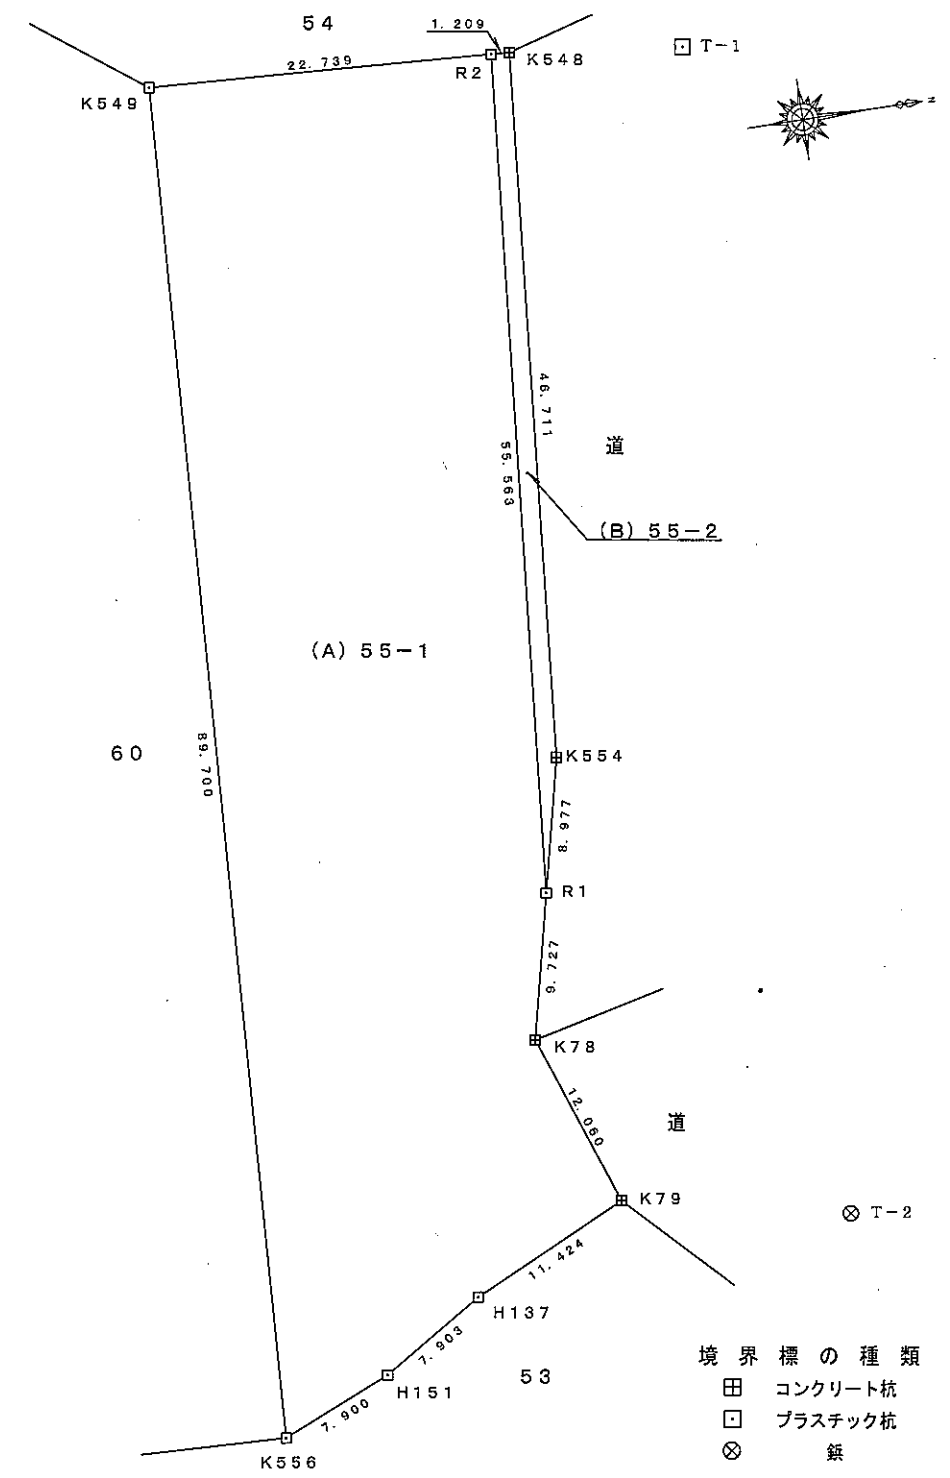 54
1.209
T-1
K548
22.739
R2
K549
N
46.711
道
55.563
(B) 55-2
(A) 55-1
60
89.700
K554
8.977
R1
9.727
K78
12.060
道
K79
T-2
11.424
H137
7.903
53
H151
7.900
K556
境界標の種類
コンクリート杭
プラスチック杭
鋲